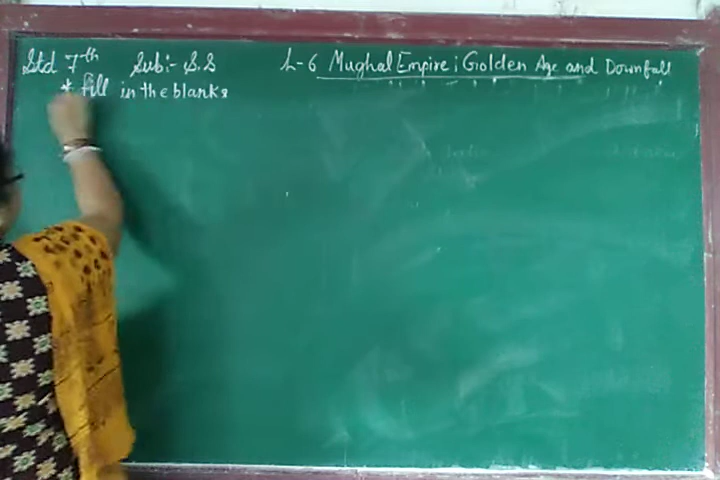 Std 7th Sub:- S.S L-6 Mughal Empire ; Golden Age and Downfall
* Fill in the blanks